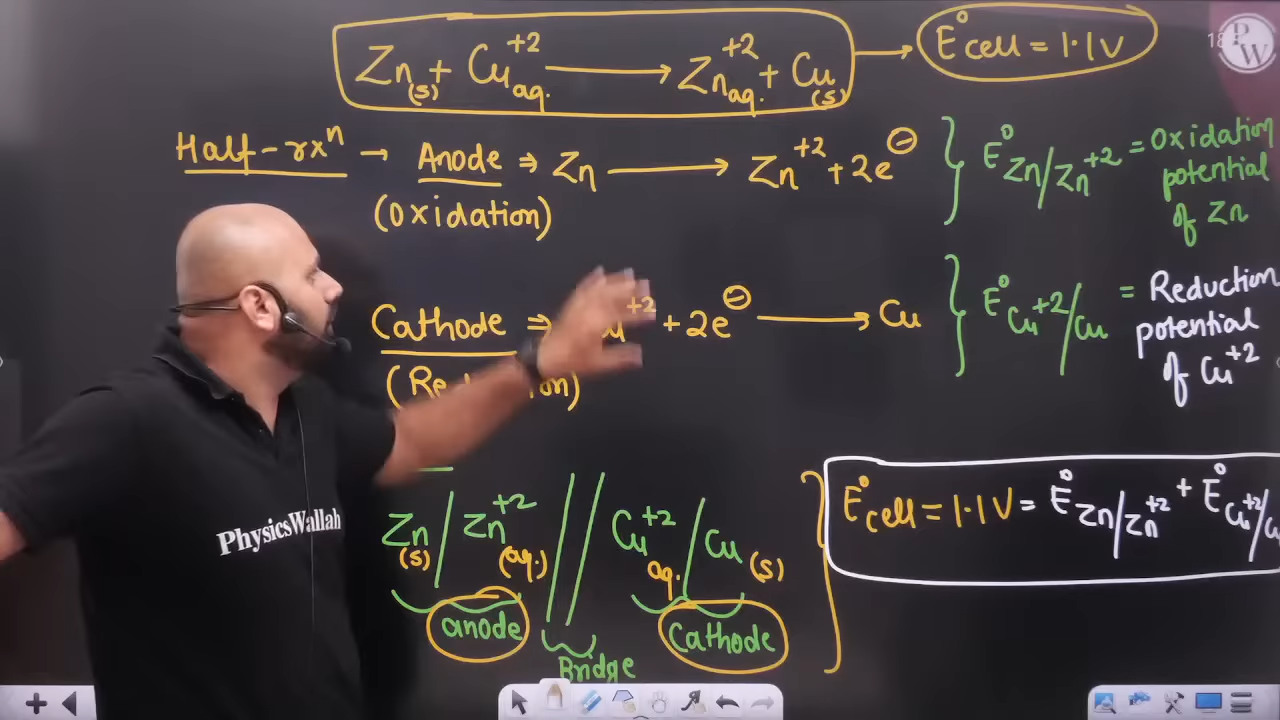 Zn(s) + Cu+2aq. ⟶ Zn+2aq. + Cu(s) → E°cell = 1.1V
PW
Half-rxn → Anode ⇒ Zn ⟶ Zn+2 + 2e⊖ } E°Zn/Zn+2 = Oxidation potential of Zn
(Oxidation)
Cathode ⇒ +2 + 2e⊖ ⟶ Cu } E°Cu+2/Cu = Reduction potential of Cu+2
Zn(s) / Zn+2(aq.) // Cu+2aq. / Cu(s)
E°cell = 1.1V = E°Zn/Zn+2 + E°Cu+2/
anode
Cathode
Bridge
PhysicsWallah